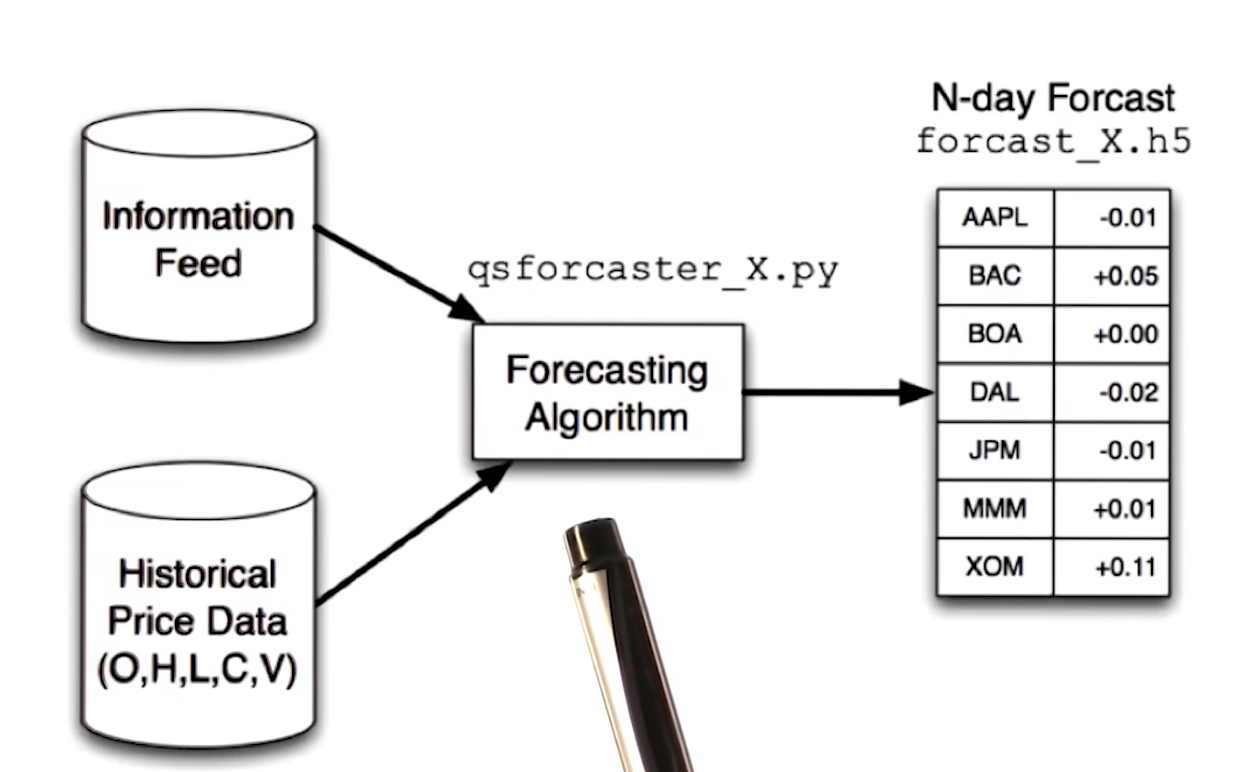 Information
Feed
Historical
Price Data
(O,H,L,C,V)
qsforcaster_X.py
Forecasting
Algorithm
N-day Forcast
forcast_X.h5
AAPL -0.01
BAC +0.05
BOA +0.00
DAL -0.02
JPM -0.01
MMM +0.01
XOM +0.11